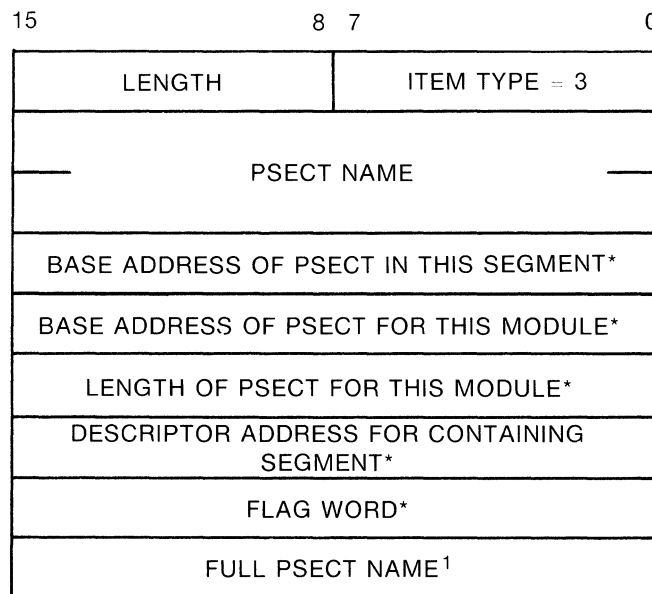 15 8 7 0
LENGTH ITEM TYPE = 3
PSECT NAME
BASE ADDRESS OF PSECT IN THIS SEGMENT*
BASE ADDRESS OF PSECT FOR THIS MODULE*
LENGTH OF PSECT FOR THIS MODULE*
DESCRIPTOR ADDRESS FOR CONTAINING
SEGMENT*
FLAG WORD*
FULL PSECT NAME¹